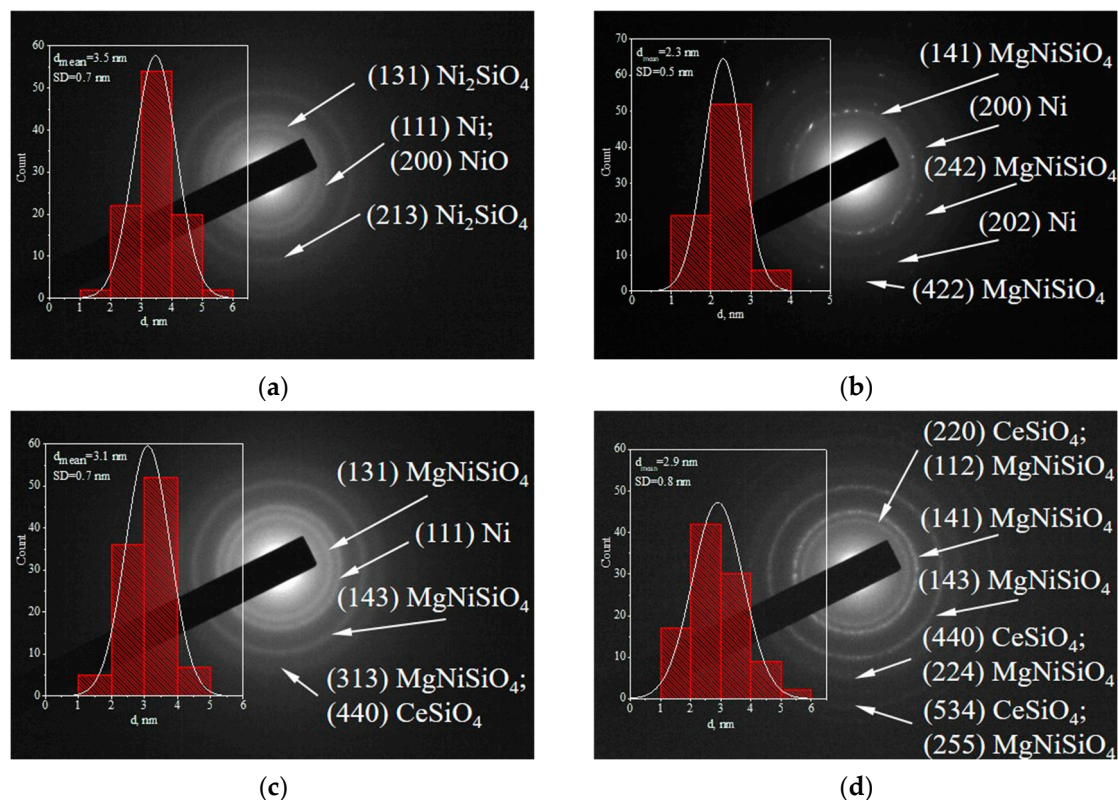 (a)
60
50
40
30
20
10
0
Count
d_mean=3.5 nm
SD=0.7 nm
0 1 2 3 4 5 6
d, nm
(131) Ni₂SiO₄
(111) Ni;
(200) NiO
(213) Ni₂SiO₄
(b)
70
60
50
40
30
20
10
0
Count
d_mean=2.3 nm
SD=0.5 nm
0 1 2 3 4 5
d, nm
(141) MgNiSiO₄
(200) Ni
(242) MgNiSiO₄
(202) Ni
(422) MgNiSiO₄
(c)
60
50
40
30
20
10
0
Count
d_mean=3.1 nm
SD=0.7 nm
0 1 2 3 4 5 6
d, nm
(131) MgNiSiO₄
(111) Ni
(143) MgNiSiO₄
(313) MgNiSiO₄;
(440) CeSiO₄
(d)
60
50
40
30
20
10
0
Count
d_mean=2.9 nm
SD=0.8 nm
0 1 2 3 4 5 6
d, nm
(220) CeSiO₄;
(112) MgNiSiO₄
(141) MgNiSiO₄
(143) MgNiSiO₄
(440) CeSiO₄;
(224) MgNiSiO₄
(534) CeSiO₄;
(255) MgNiSiO₄